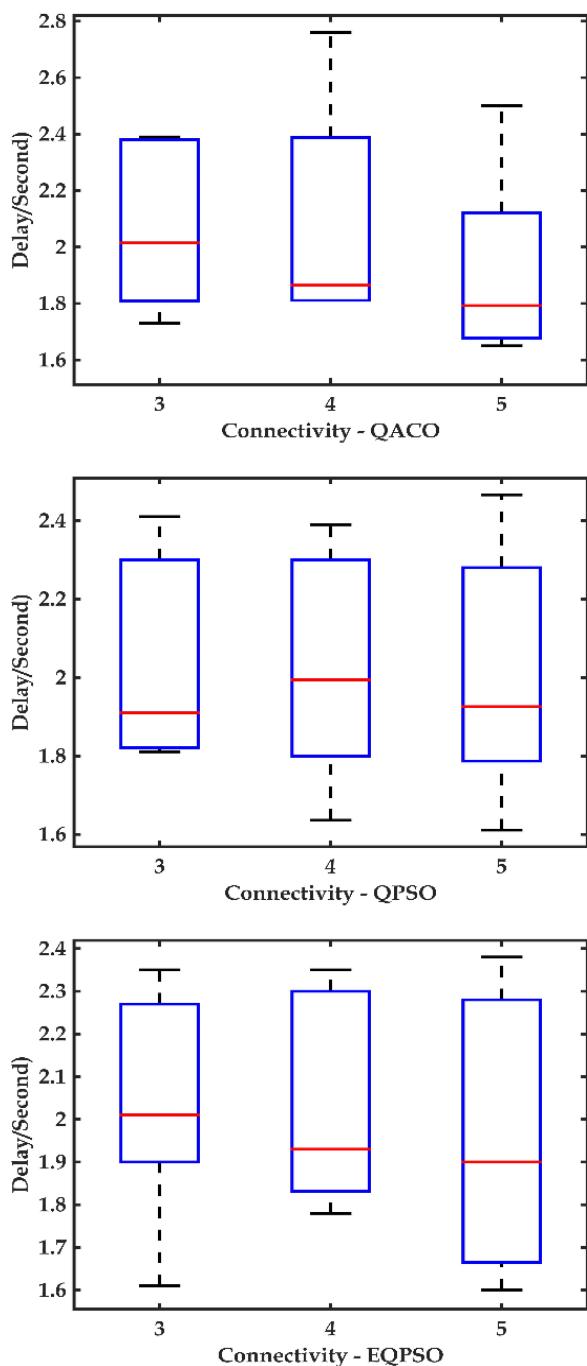 2.8
2.6
2.4
2.2
2
1.8
1.6
Delay/Second)
3 4 5
Connectivity - QACO
2.4
2.2
2
1.8
1.6
Delay/Second)
3 4 5
Connectivity - QPSO
2.4
2.3
2.2
2.1
2
1.9
1.8
1.7
1.6
Delay/Second)
3 4 5
Connectivity - EQPSO